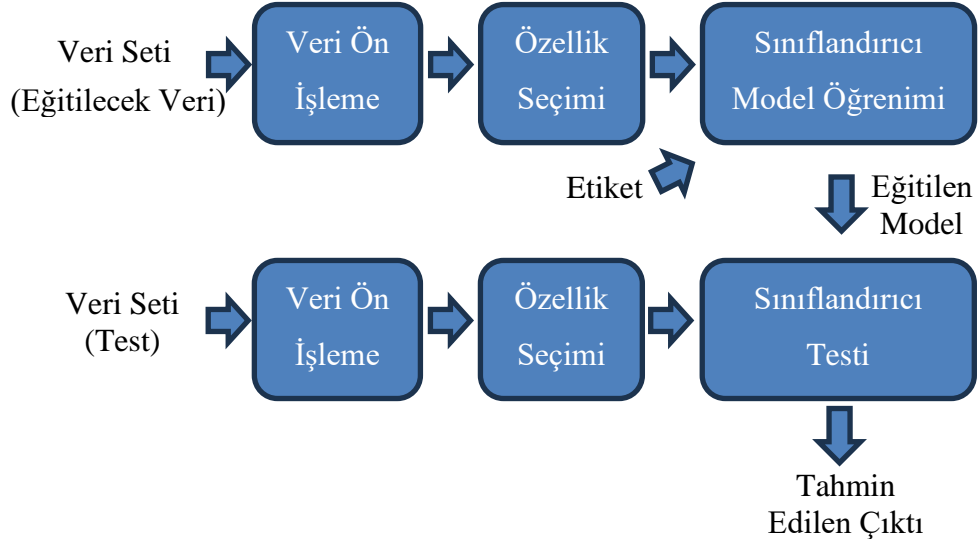 Veri Seti
(Eğitilecek Veri)
Veri Ön
İşleme
Özellik
Seçimi
Sınıflandırıcı
Model Öğrenimi
Etiket
Eğitilen
Model
Veri Seti
(Test)
Veri Ön
İşleme
Özellik
Seçimi
Sınıflandırıcı
Testi
Tahmin
Edilen Çıktı